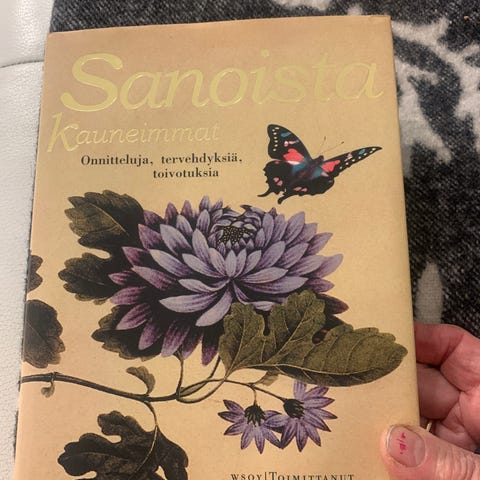 Sanoista
Kauneimmat
Onnitteluja, tervehdyksiä,
toivotuksia
WSOY|TOIMITTANUT